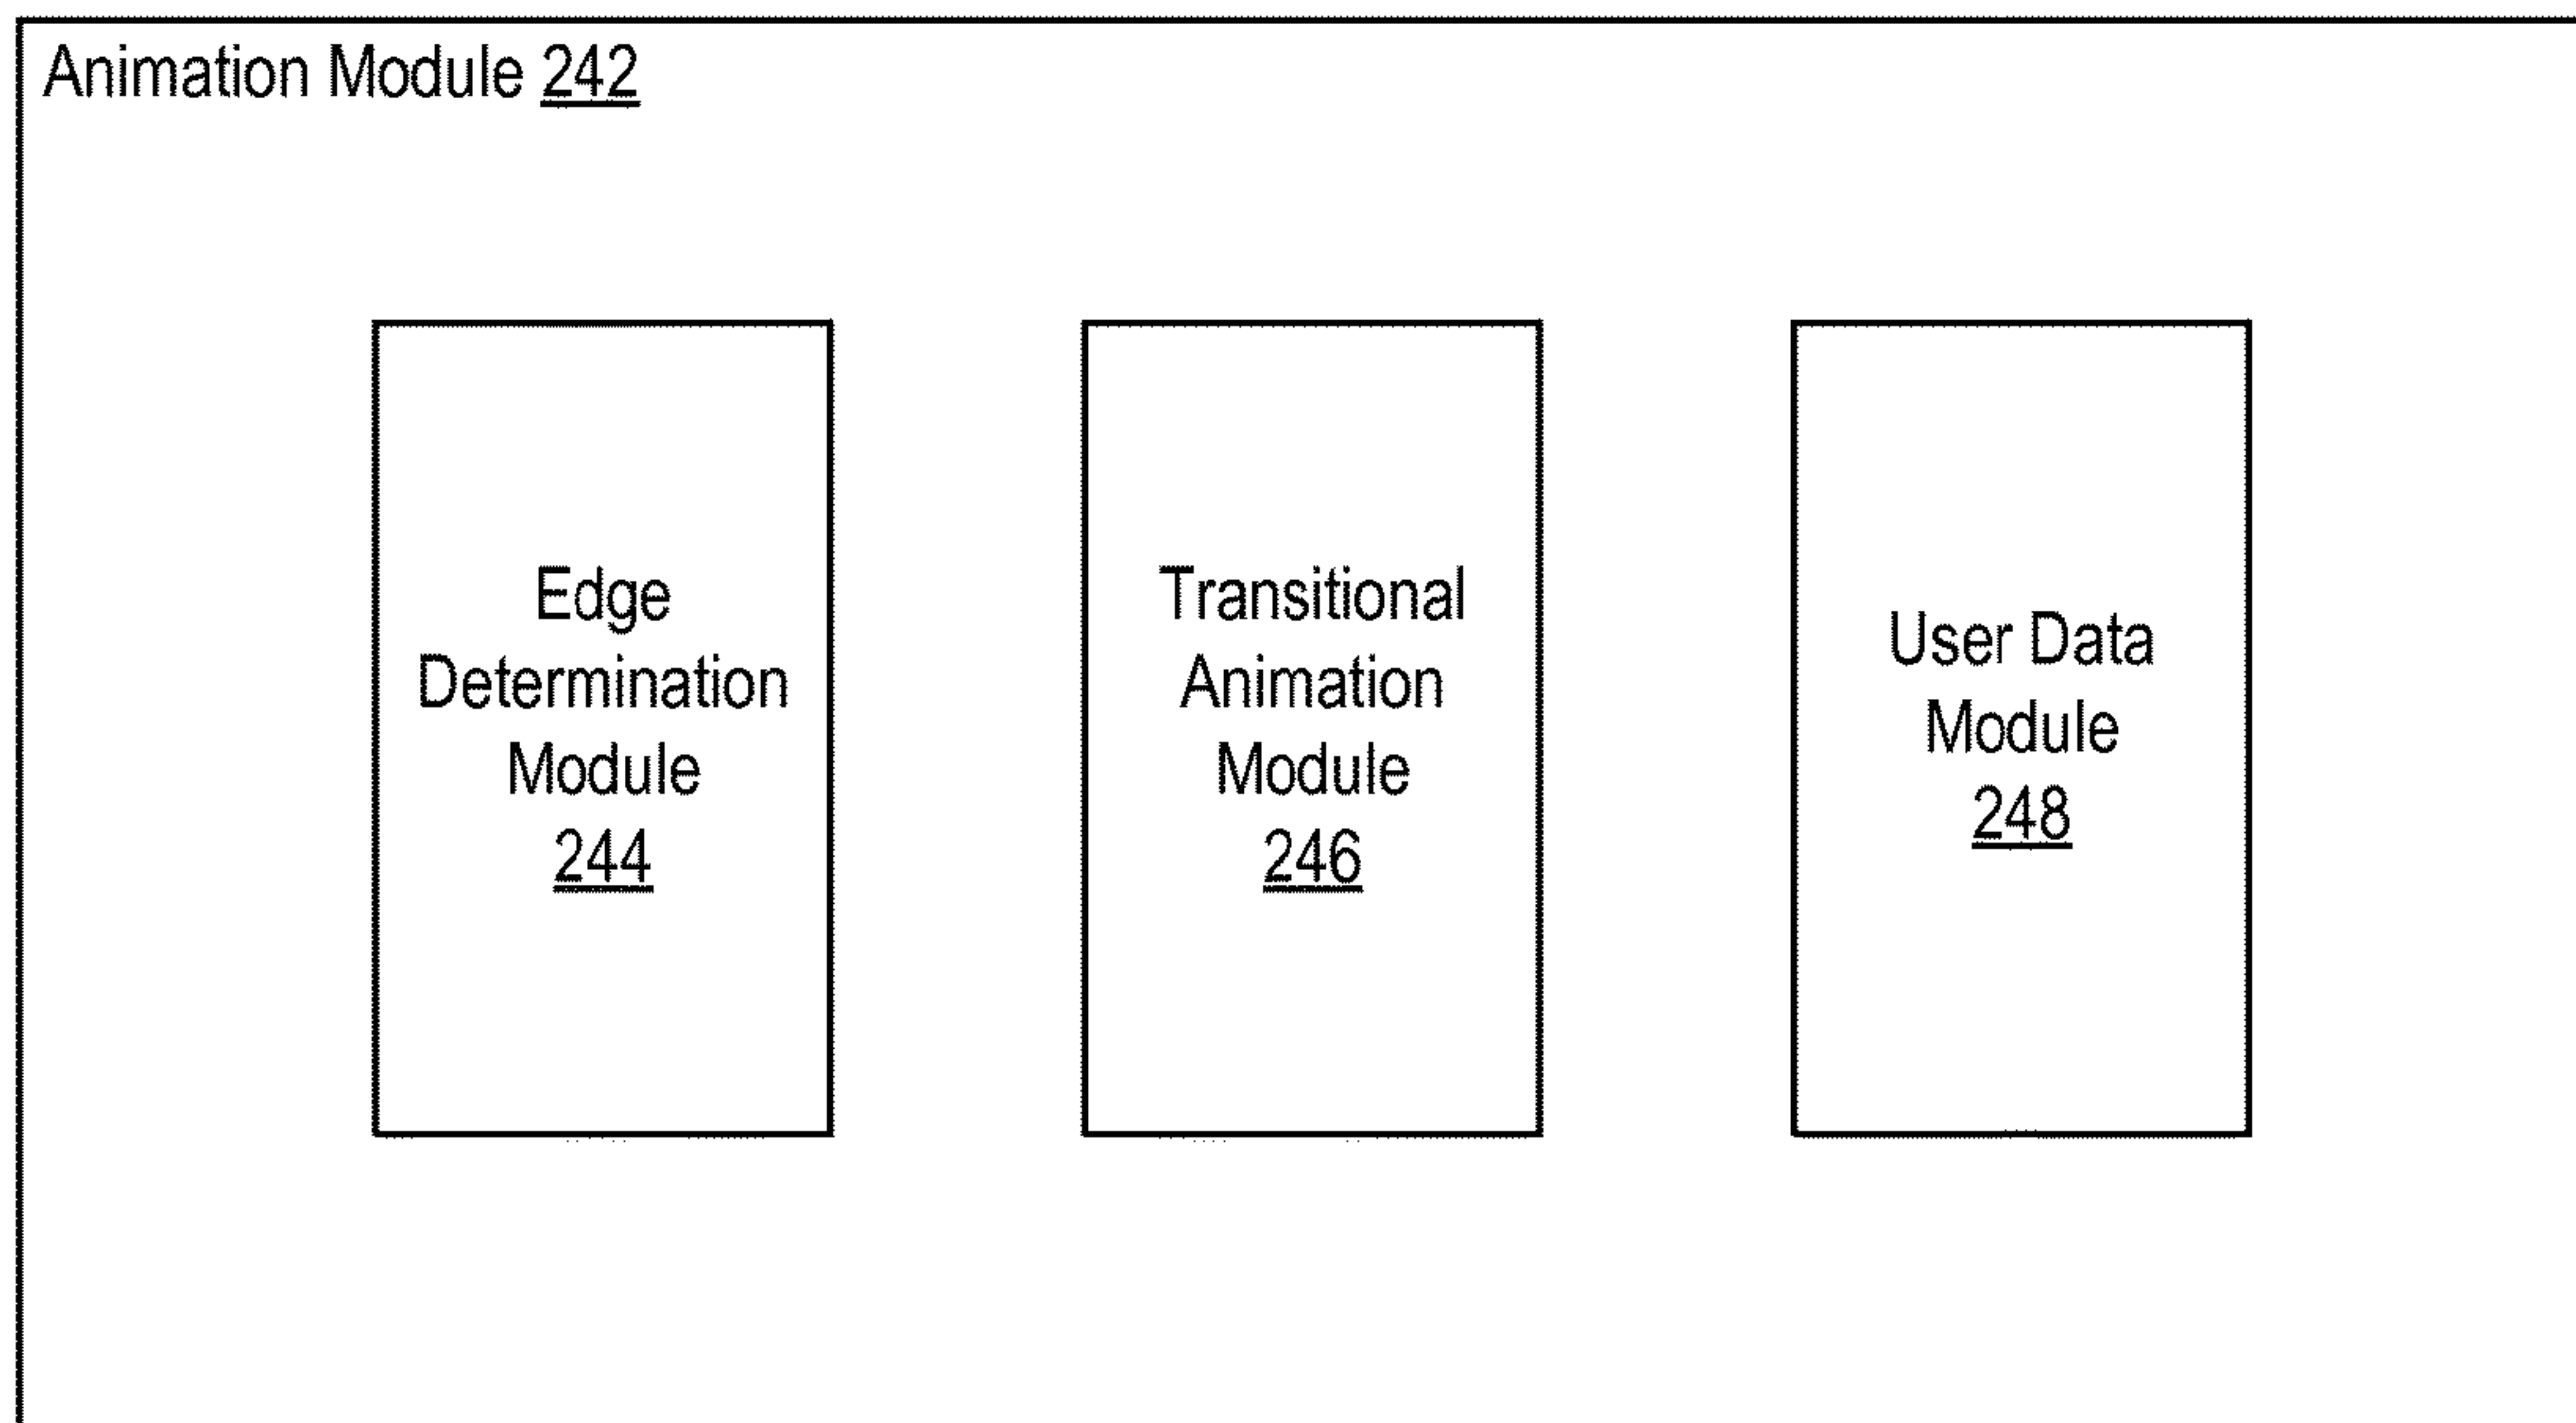 Animation Module 242
Edge
Determination
Module
244
Transitional
Animation
Module
246
User Data
Module
248